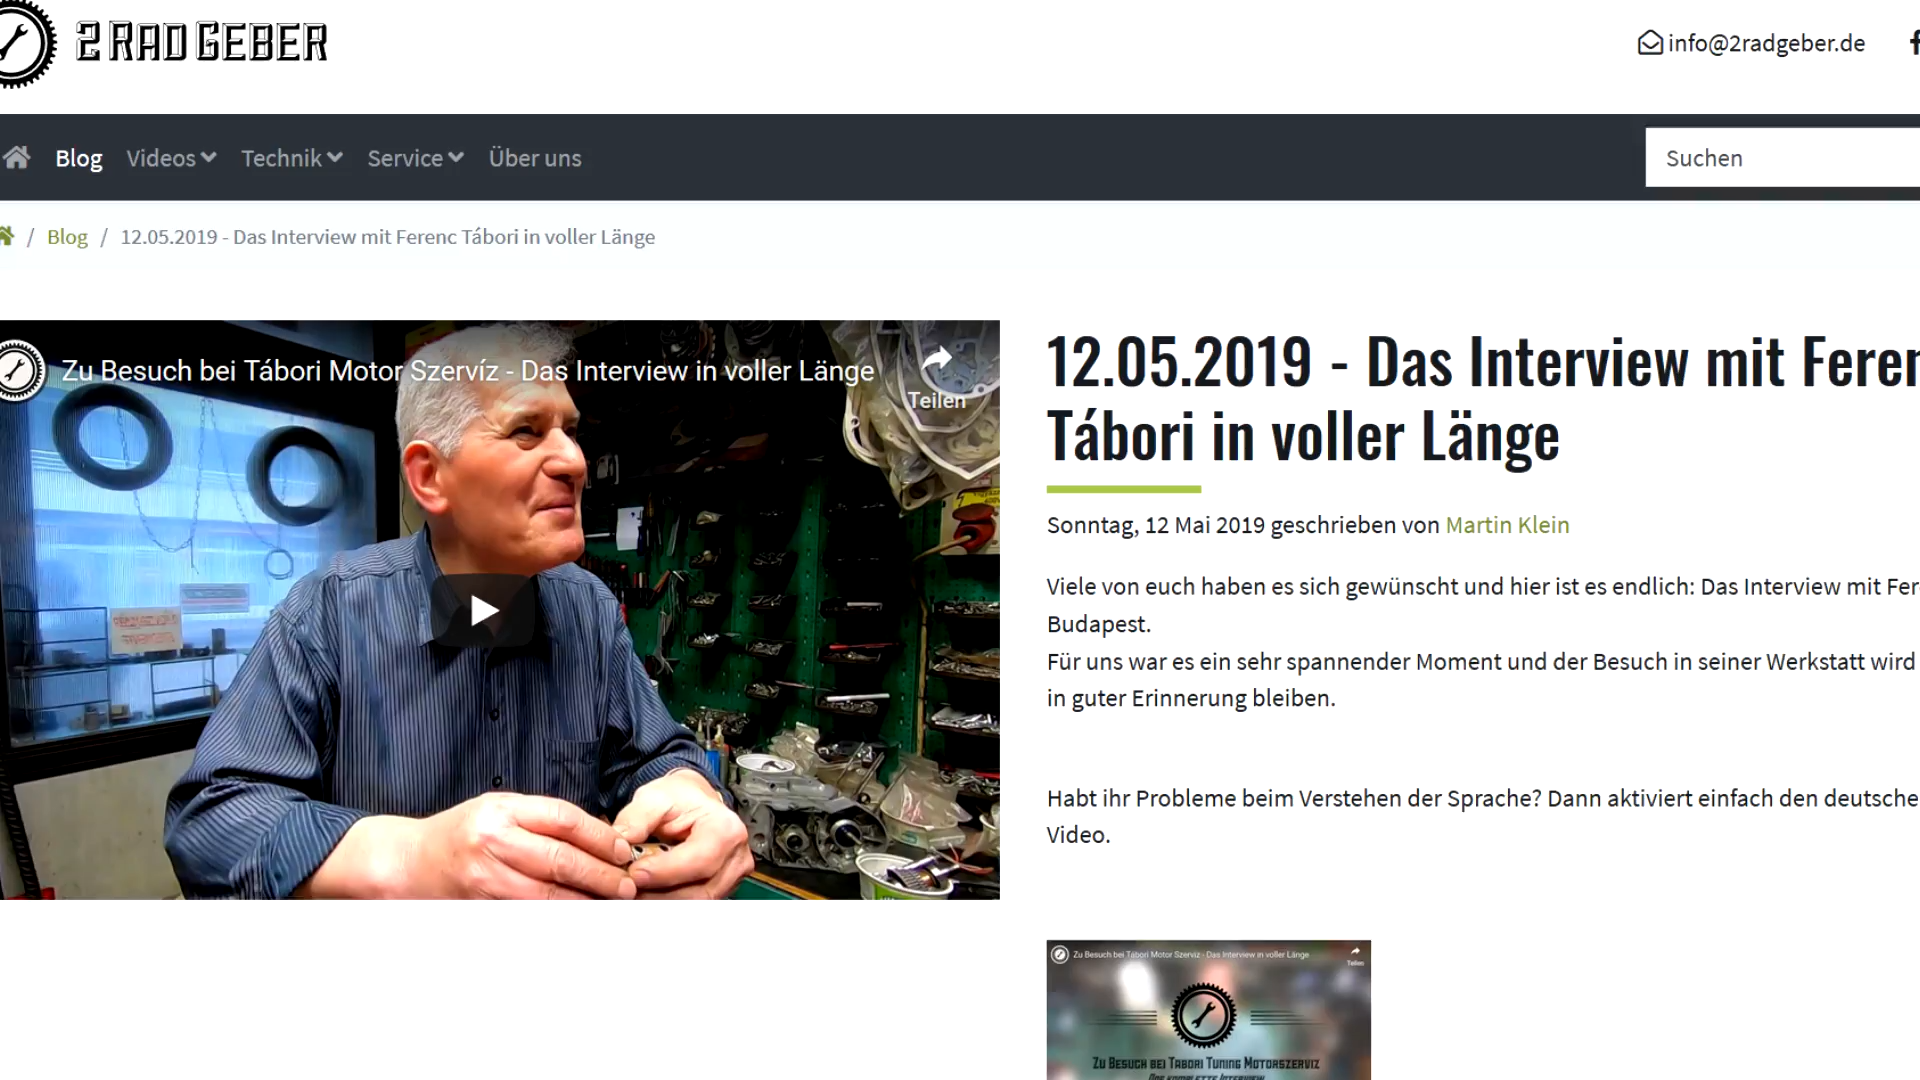 2 RAD GEBER
info@2radgeber.de
Blog
Videos
Technik
Service
Über uns
Suchen
/ Blog / 12.05.2019 - Das Interview mit Ferenc Tábori in voller Länge
Zu Besuch bei Tábori Motor Szervíz - Das Interview in voller Länge
Teilen
12.05.2019 - Das Interview mit Feren
Tábori in voller Länge
Sonntag, 12 Mai 2019 geschrieben von Martin Klein
Viele von euch haben es sich gewünscht und hier ist es endlich: Das Interview mit Fer
Budapest.
Für uns war es ein sehr spannender Moment und der Besuch in seiner Werkstatt wird
in guter Erinnerung bleiben.
Habt ihr Probleme beim Verstehen der Sprache? Dann aktiviert einfach den deutsche
Video.
Zu Besuch bei Tábori Motor Szervíz - Das Interview in voller Länge
Teilen
Zu Besuch bei Tabori Tuning Motorszerviz
Das komplette Interview